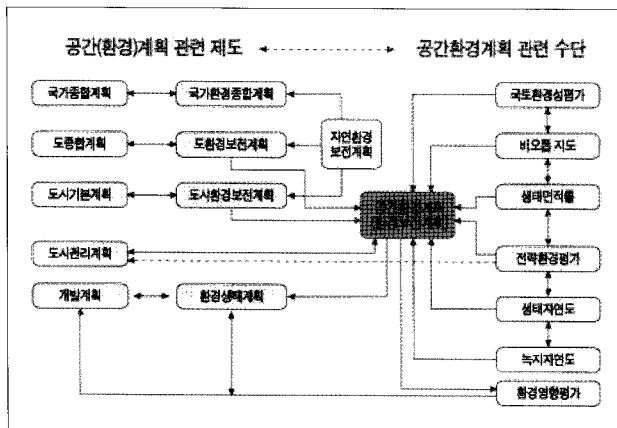 공간(환경)계획 관련 제도
공간환경계획 관련 수단
국가종합계획
국가환경종합계획
국토환경성평가
도종합계획
도환경보전계획
자연환경
보전계획
비오톱 지도
도시기본계획
도시환경보전계획
생태면적률
도시관리계획
전략환경평가
개발계획
환경생태계획
생태자연도
녹지자연도
환경영향평가